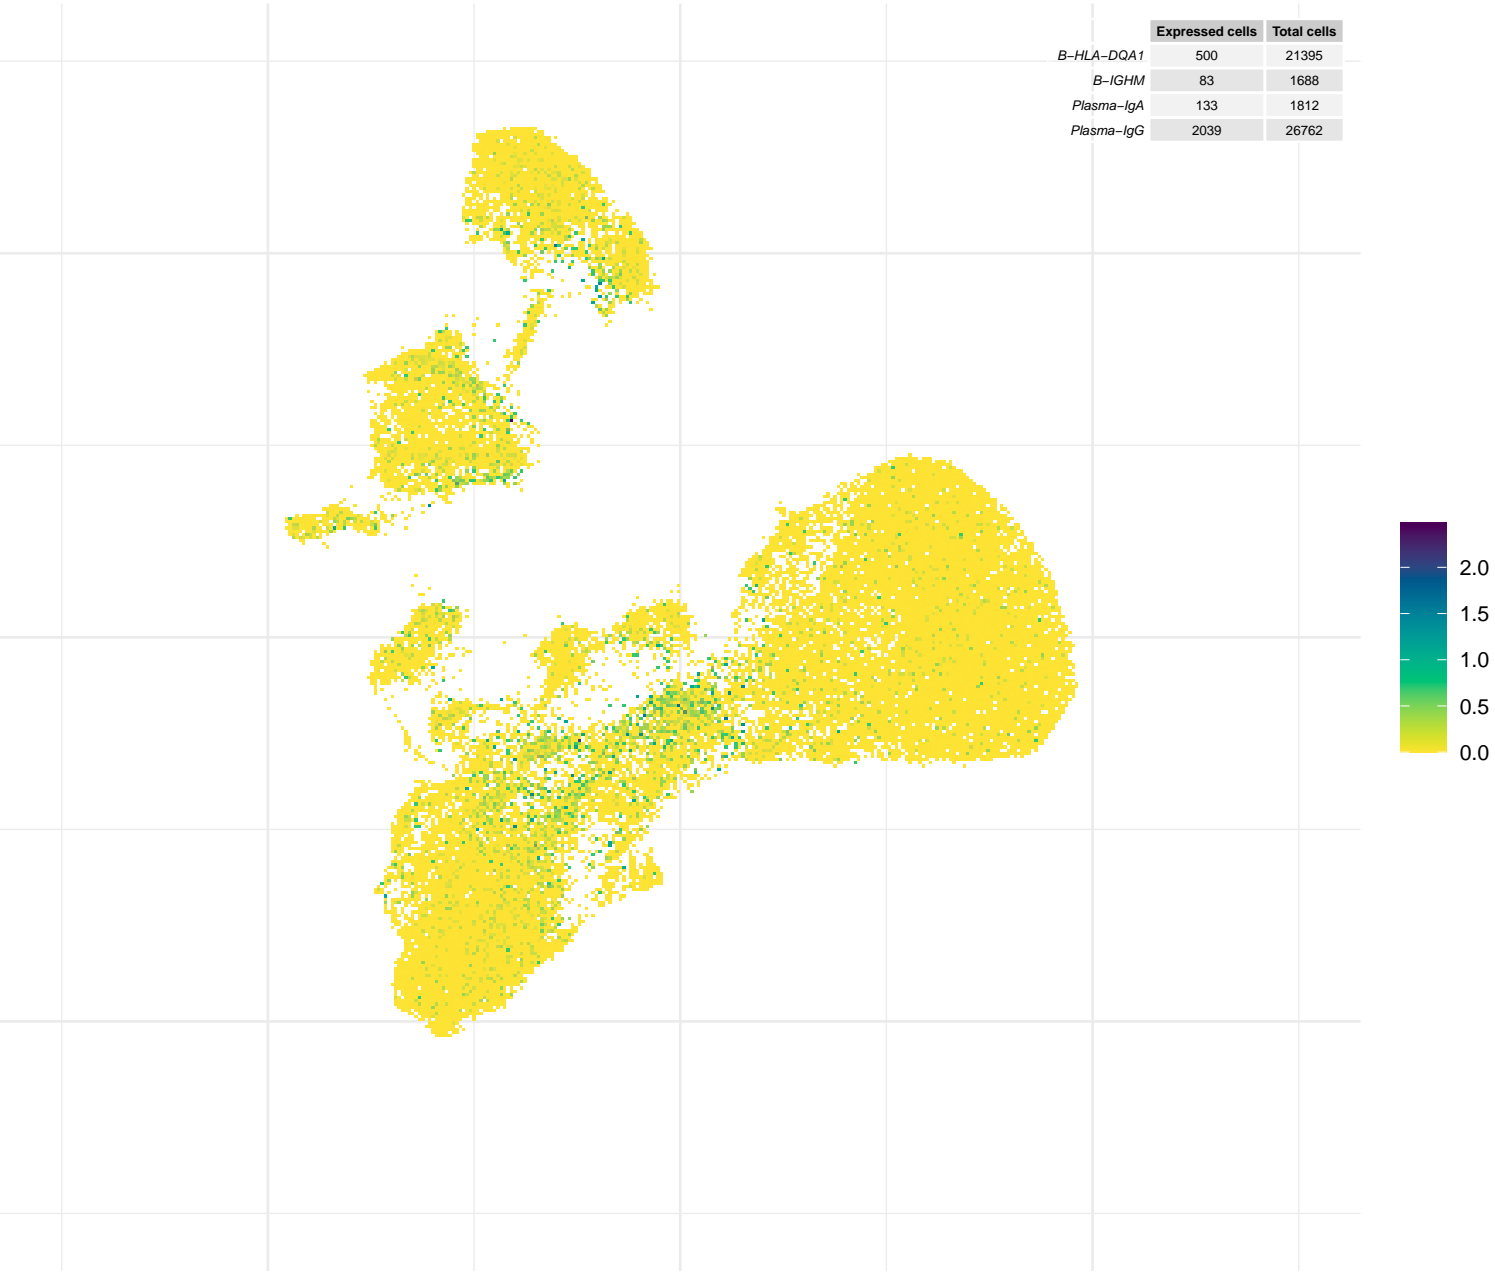 Expressed cells Total cells
B−HLA−DQA1 500 21395
B−IGHM 83 1688
Plasma−IgA 133 1812
Plasma−IgG 2039 26762
2.0
1.5
1.0
0.5
0.0